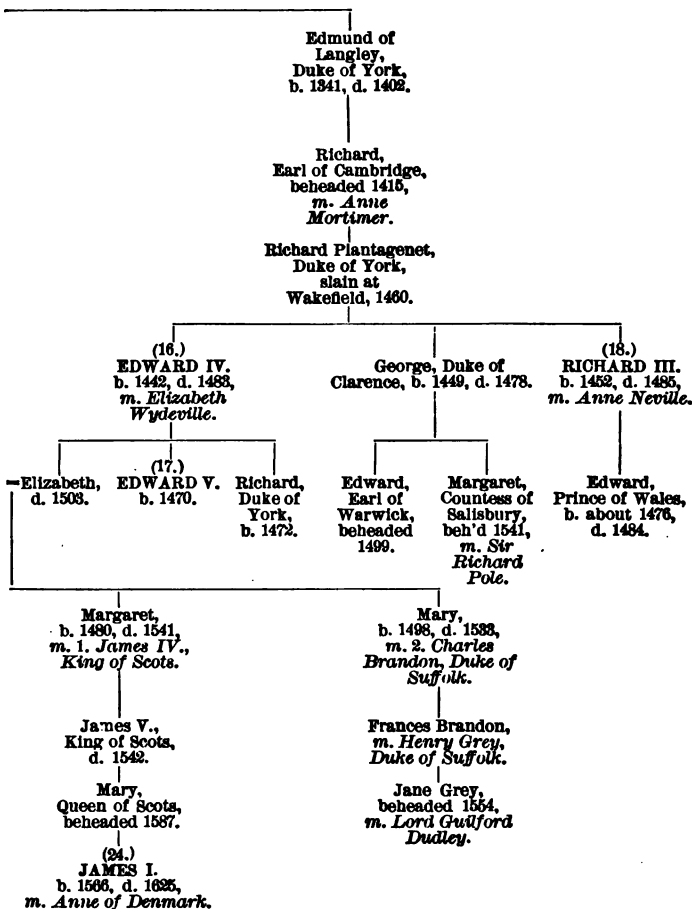 Edmund of
Langley,
Duke of York,
b. 1341, d. 1402.
Richard,
Earl of Cambridge,
beheaded 1415,
m. Anne
Mortimer.
Richard Plantagenet,
Duke of York,
slain at
Wakefield, 1460.
(16.)
EDWARD IV.
b. 1442, d. 1483,
m. Elizabeth
Wydeville.
George, Duke of
Clarence, b. 1449, d. 1478.
(18.)
RICHARD III.
b. 1452, d. 1485,
m. Anne Neville.
Elizabeth,
d. 1503.
(17.)
EDWARD V.
b. 1470.
Richard,
Duke of
York,
b. 1472.
Edward,
Earl of
Warwick,
beheaded
1499.
Margaret,
Countess of
Salisbury,
beh'd 1541,
m. Sir
Richard
Pole.
Edward,
Prince of Wales,
b. about 1476,
d. 1484.
Margaret,
b. 1480, d. 1541,
m. 1. James IV.,
King of Scots.
Mary,
b. 1498, d. 1533,
m. 2. Charles
Brandon, Duke of
Suffolk.
James V.,
King of Scots,
d. 1542.
Frances Brandon,
m. Henry Grey,
Duke of Suffolk.
Mary,
Queen of Scots,
beheaded 1587.
Jane Grey,
beheaded 1554,
m. Lord Guilford
Dudley.
(24.)
JAMES I.
b. 1566, d. 1625,
m. Anne of Denmark.